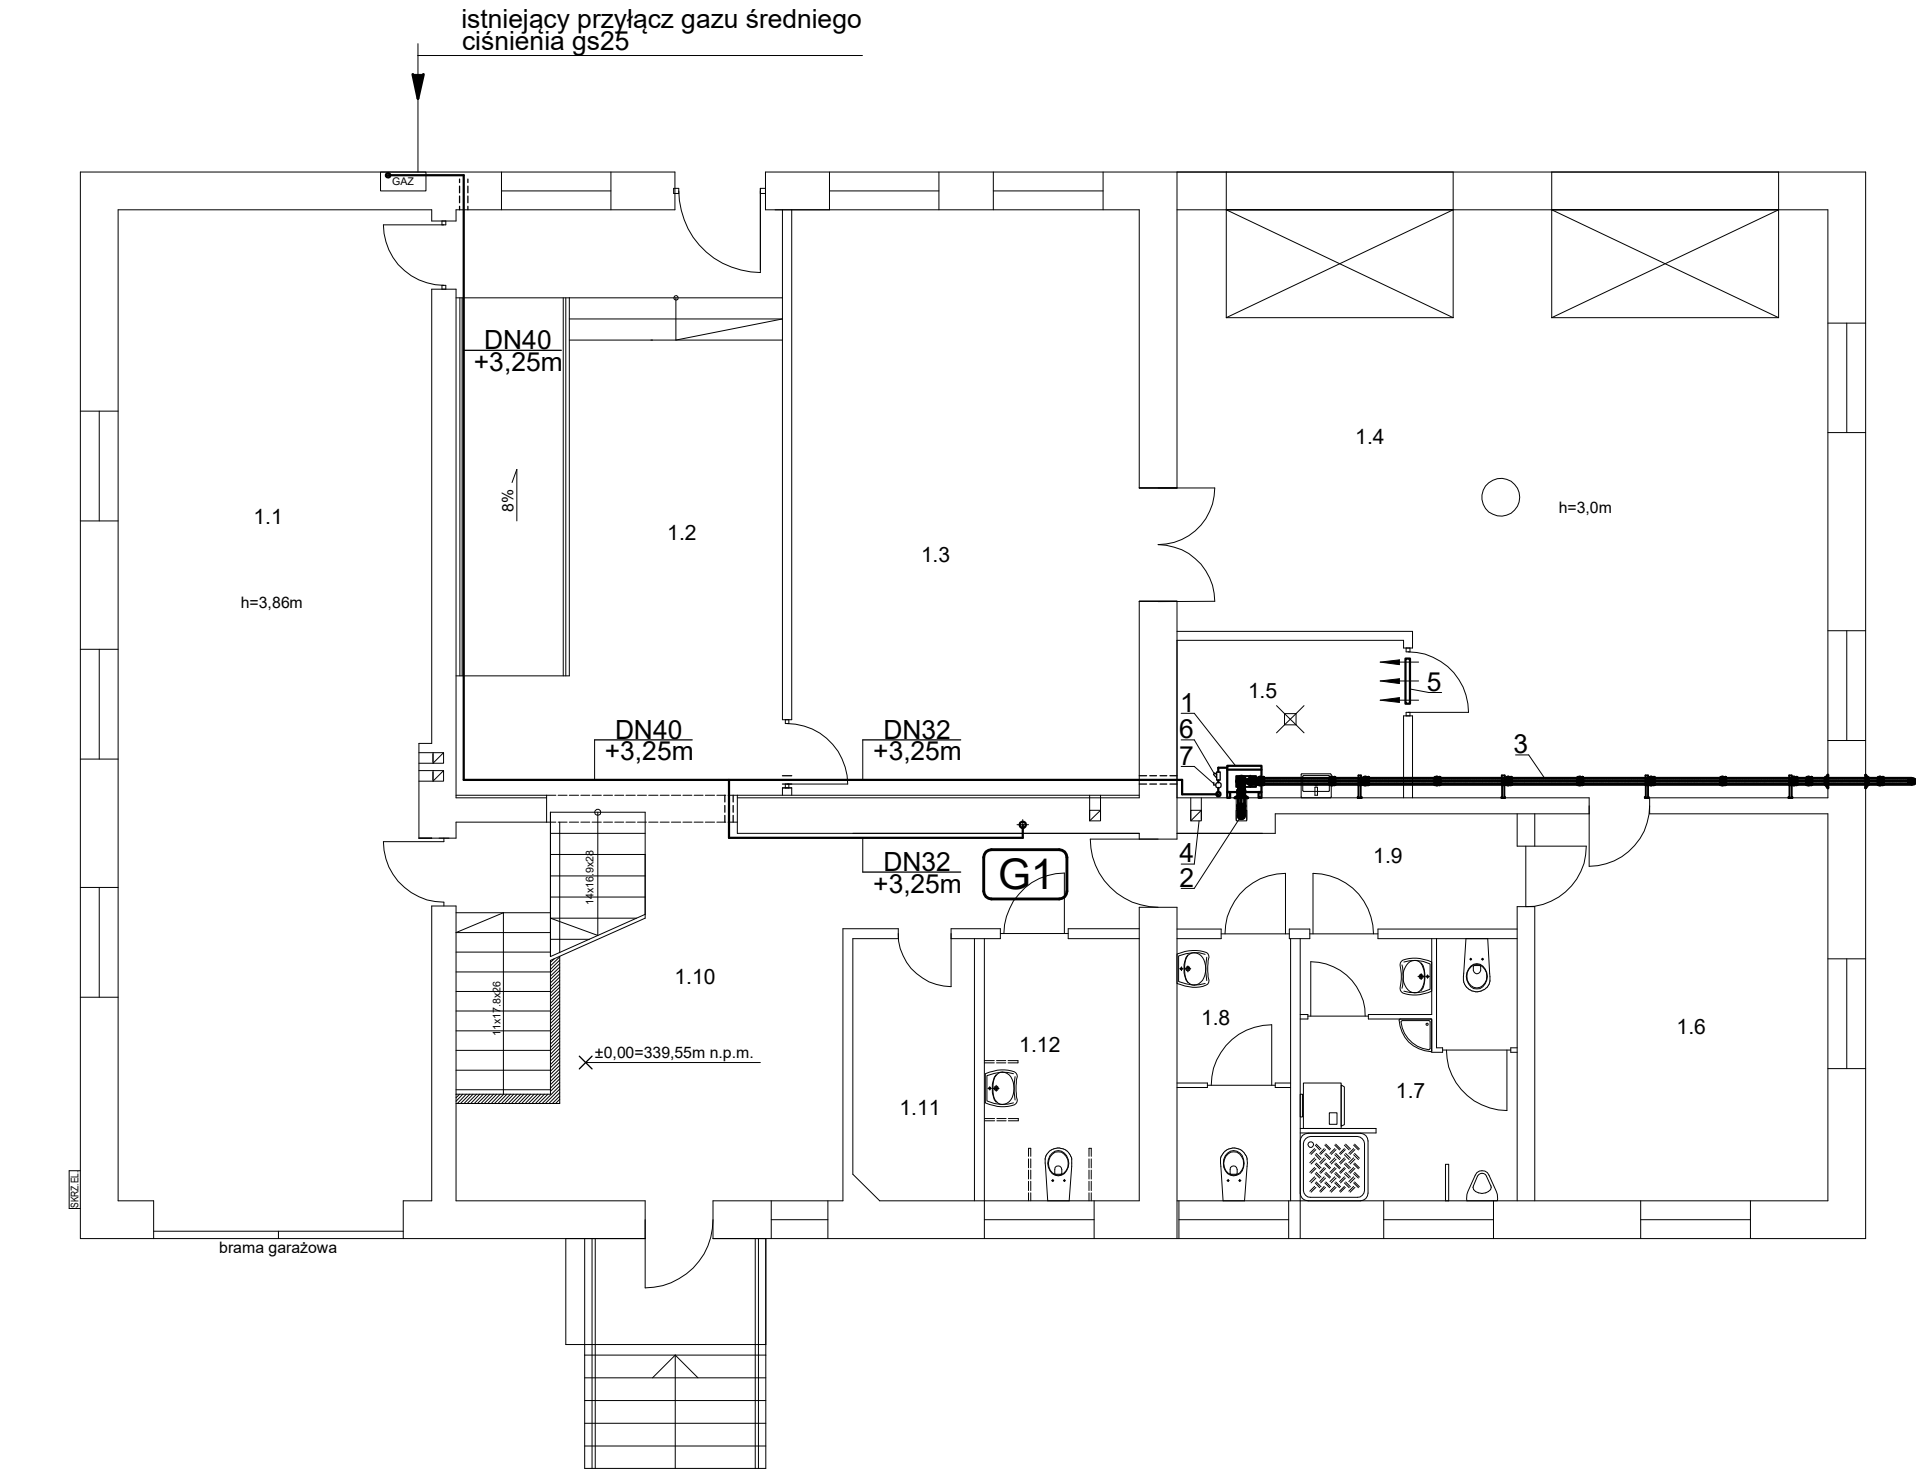 istniejący przyłącz gazu średniego
ciśnienia gs25
GAZ
DN40
+3,25m
8%
1.1
h=3,86m
1.2
1.3
1.4
h=3,0m
1.5
5
1
6
7
3
DN40
+3,25m
DN32
+3,25m
4
2
DN32
+3,25m
G1
1.9
14x16.9x28
11x17.8x26
1.10
±0,00=339,55m n.p.m.
1.12
1.11
1.8
1.7
1.6
SKRZ.EL
brama garażowa